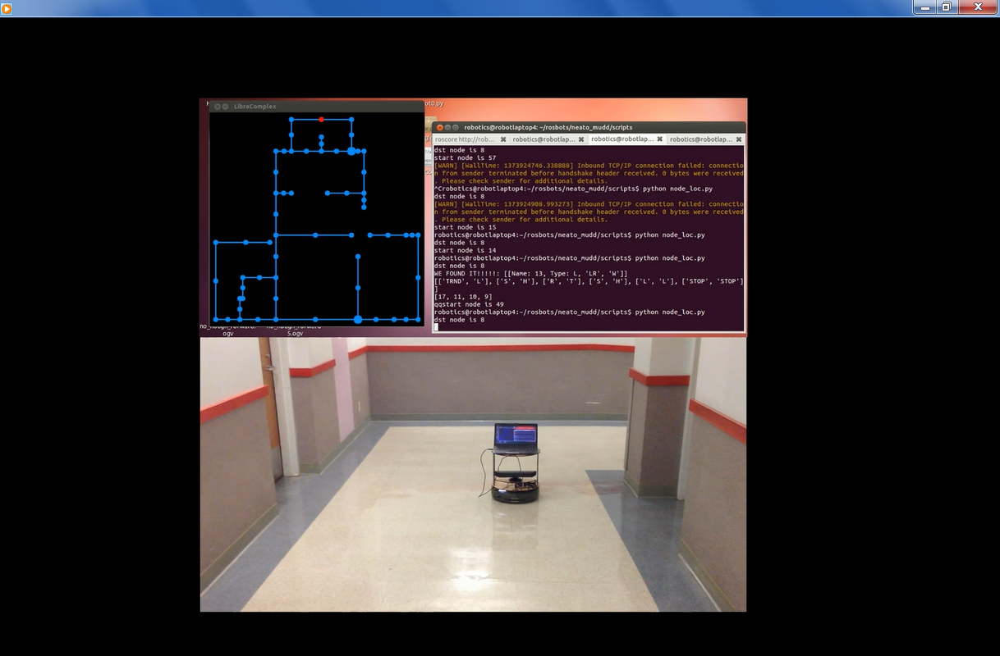 LibraComplex
ot0.py
robotics@robotlaptop4: ~/rosbots/neato_mudd/scripts
roscore http://rob... robotics@robotlap... robotics@robotlap... robotics@robotlap...
dst node is 8
start node is 57
[WARN] [WallTime: 1373924746.338888] Inbound TCP/IP connection failed: connectio
n from sender terminated before handshake header received. 0 bytes were received
. Please check sender for additional details.
^Crobotics@robotlaptop4:~/rosbots/neato_mudd/scripts$ python node_loc.py
dst node is 8
[WARN] [WallTime: 1373924908.993273] Inbound TCP/IP connection failed: connectio
n from sender terminated before handshake header received. 0 bytes were received
. Please check sender for additional details.
start node is 15
robotics@robotlaptop4:~/rosbots/neato_mudd/scripts$ python node_loc.py
dst node is 8
start node is 14
robotics@robotlaptop4:~/rosbots/neato_mudd/scripts$ python node_loc.py
dst node is 8
WE FOUND IT!!!!!: [[Name: 13, Type: L, 'LR', 'W']]
[['TRND', 'L'], ['S', 'H'], ['R', 'T'], ['S', 'H'], ['L', 'L'], ['STOP', 'STOP']
]
[17, 11, 10, 9]
qqstart node is 49
robotics@robotlaptop4:~/rosbots/neato_mudd/scripts$ python node_loc.py
dst node is 8
ogv
5.ogv